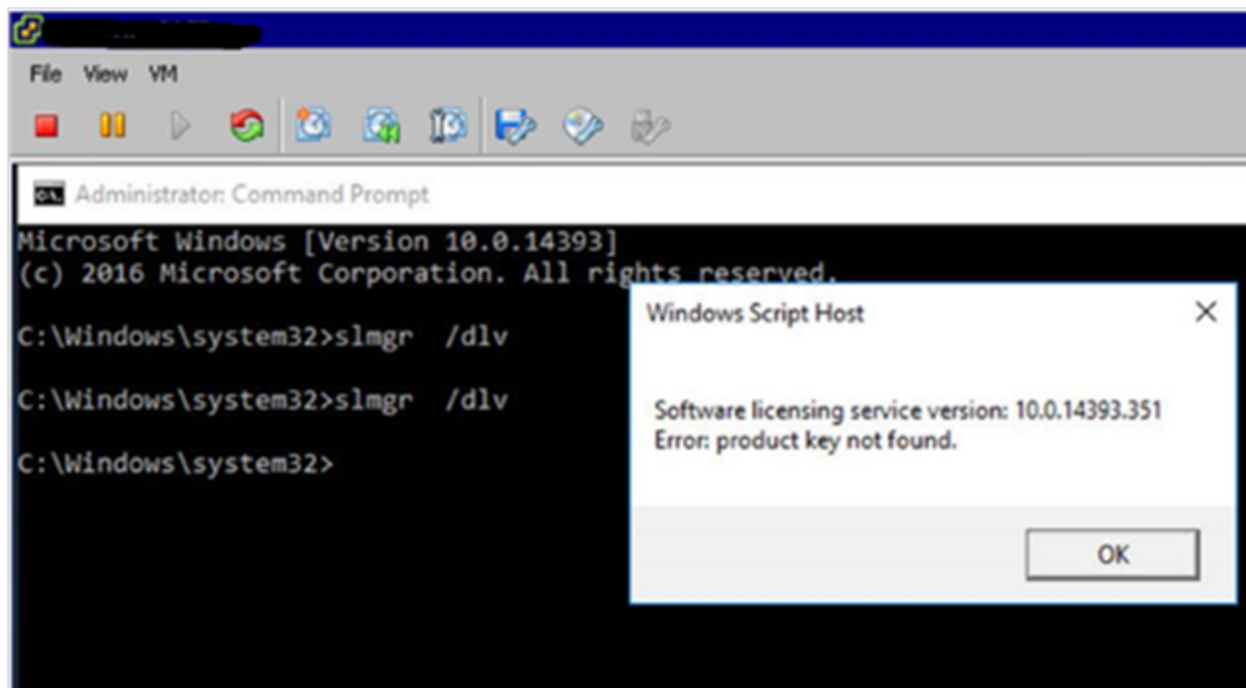 File View VM
Administrator: Command Prompt
Microsoft Windows [Version 10.0.14393]
(c) 2016 Microsoft Corporation. All rights reserved.
C:\Windows\system32>slmgr  /dlv
C:\Windows\system32>slmgr  /dlv
C:\Windows\system32>
Windows Script Host
Software licensing service version: 10.0.14393.351
Error: product key not found.
OK